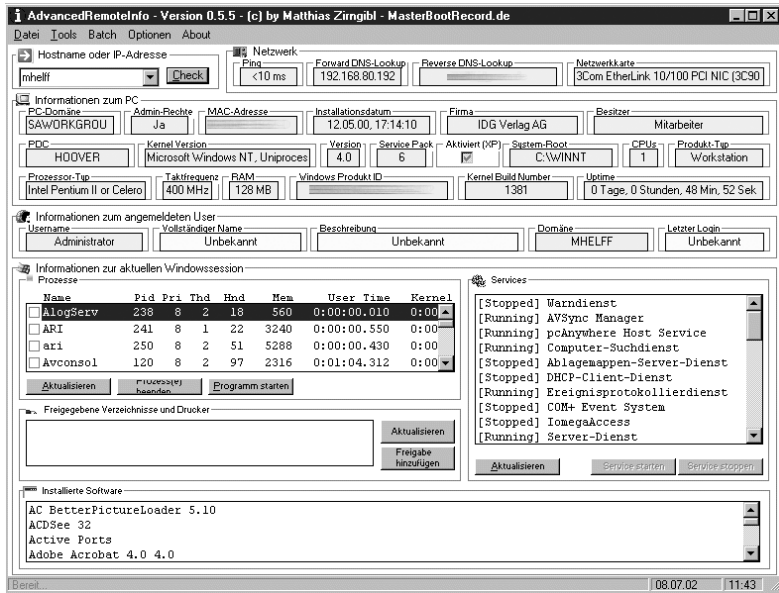 AdvancedRemoteInfo - Version 0.5.5 - (c) by Matthias Zirngibl - MasterBootRecord.de
Datei Tools Batch Optionen About
Hostname oder IP-Adresse
mhelff Check
Netzwerk
Ping Forward DNS-Lookup Reverse DNS-Lookup Netzwerkkarte
<10 ms 192.168.80.192 3Com EtherLink 10/100 PCI NIC (3C90
Informationen zum PC
PC-Domäne Admin-Rechte MAC-Adresse Installationsdatum Firma Besitzer
SAWORKGROU Ja 12.05.00, 17:14:10 IDG Verlag AG Mitarbeiter
PDC Kernel Version Version Service Pack Aktiviert (XP) System-Root CPUs Produkt-Typ
HOOVER Microsoft Windows NT, Uniproces 4.0 6 C:\WINNT 1 Workstation
Prozessor-Typ Taktfrequenz RAM Windows Produkt ID Kernel Build Number Uptime
Intel Pentium II or Celero 400 MHz 128 MB 1381 0 Tage, 0 Stunden, 48 Min, 52 Sek
Informationen zum angemeldeten User
Username Vollständiger Name Beschreibung Domäne Letzter Login
Administrator Unbekannt Unbekannt MHELFF Unbekannt
Informationen zur aktuellen Windowssession
Prozesse
Name Pid Pri Thd Hnd Mem User Time Kernel
AlogServ 238 8 2 18 560 0:00:00.010 0:00
ARI 241 8 1 22 3240 0:00:00.550 0:00
ari 250 8 2 51 5288 0:00:00.430 0:00
Avconsol 120 8 2 97 2316 0:01:04.312 0:00
Aktualisieren Prozess(e) beenden Programm starten
Services
[Stopped] Warndienst
[Running] AVSync Manager
[Running] pcAnywhere Host Service
[Running] Computer-Suchdienst
[Stopped] Ablagemappen-Server-Dienst
[Stopped] DHCP-Client-Dienst
[Running] Ereignisprotokollierdienst
[Stopped] COM+ Event System
[Stopped] IomegaAccess
[Running] Server-Dienst
Aktualisieren Service starten Service stoppen
Freigegebene Verzeichnisse und Drucker
Aktualisieren
Freigabe
hinzufügen
Installierte Software
AC BetterPictureLoader 5.10
ACDSee 32
Active Ports
Adobe Acrobat 4.0 4.0
Bereit... 08.07.02 11:43